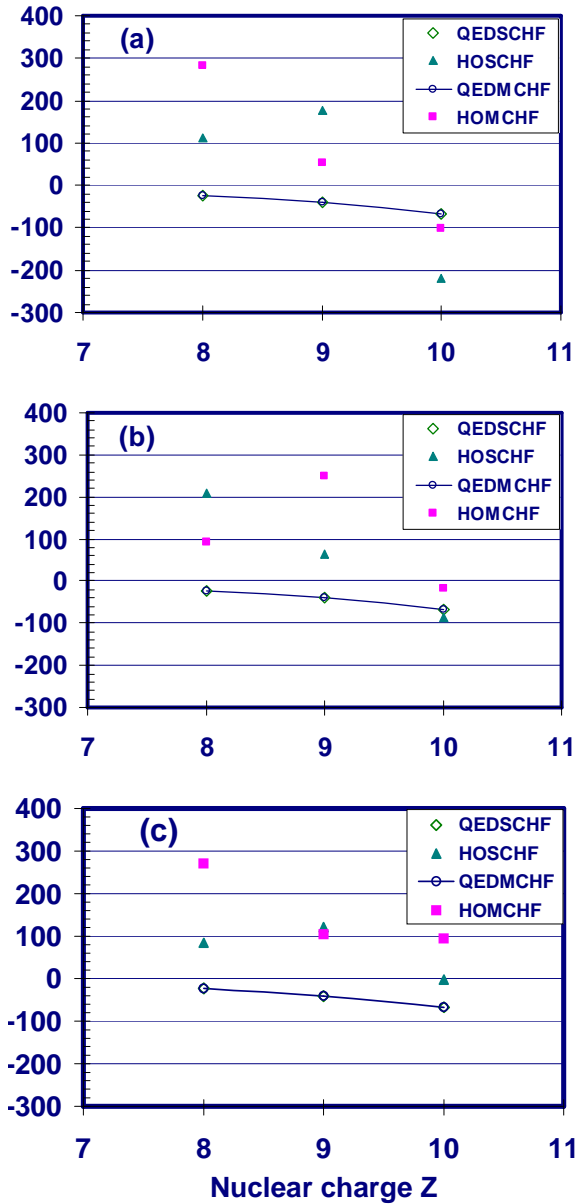 (a)
QEDSCHF
HOSCHF
QEDMCHF
HOMCHF
400
300
200
100
0
-100
-200
-300
7 8 9 10 11
(b)
QEDSCHF
HOSCHF
QEDMCHF
HOMCHF
400
300
200
100
0
-100
-200
-300
7 8 9 10 11
(c)
QEDSCHF
HOSCHF
QEDMCHF
HOMCHF
400
300
200
100
0
-100
-200
-300
7 8 9 10 11
Nuclear charge Z